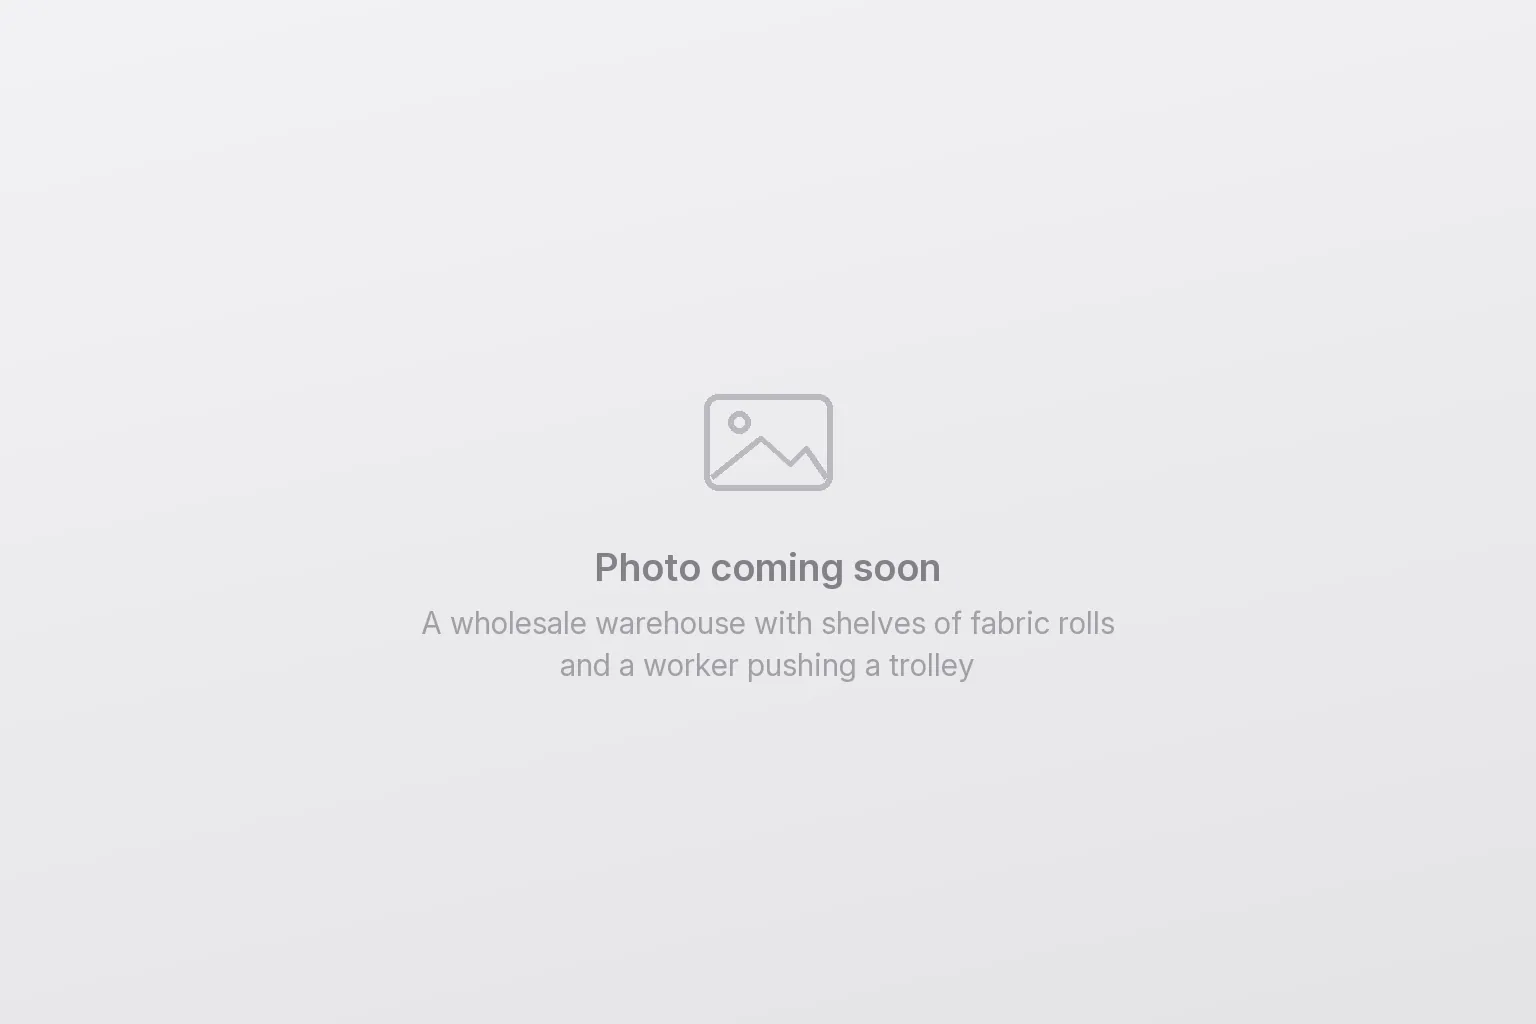 Photo coming soon
A wholesale warehouse with shelves of fabric rolls
and a worker pushing a trolley